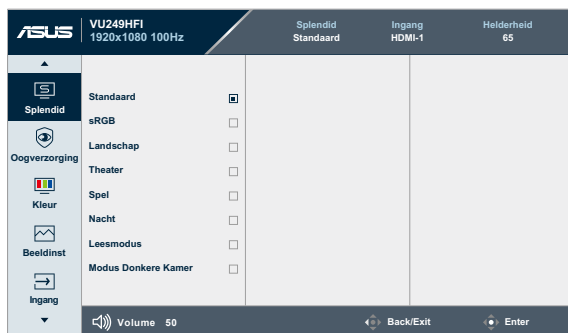 ASUS
VU249HFI
1920x1080 100Hz
Splendid
Standaard
Ingang
HDMI-1
Helderheid
65
S
Splendid
Oogverzorging
Kleur
Beeldinst
Ingang
Standaard
sRGB
Landschap
Theater
Spel
Nacht
Leesmodus
Modus Donkere Kamer
Volume 50
Back/Exit
Enter